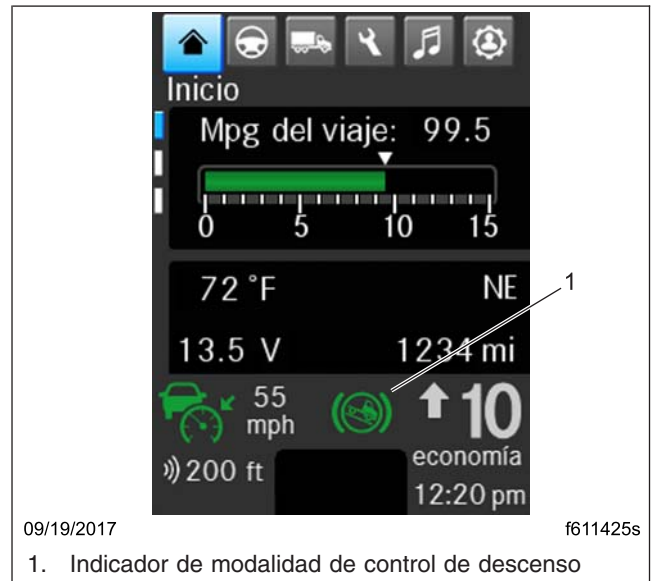 Inicio
Mpg del viaje: 99.5
0 5 10 15
72 °F NE
1
13.5 V 1234 mi
55 mph
10
economía
200 ft
12:20 pm
09/19/2017 f611425s
1. Indicador de modalidad de control de descenso